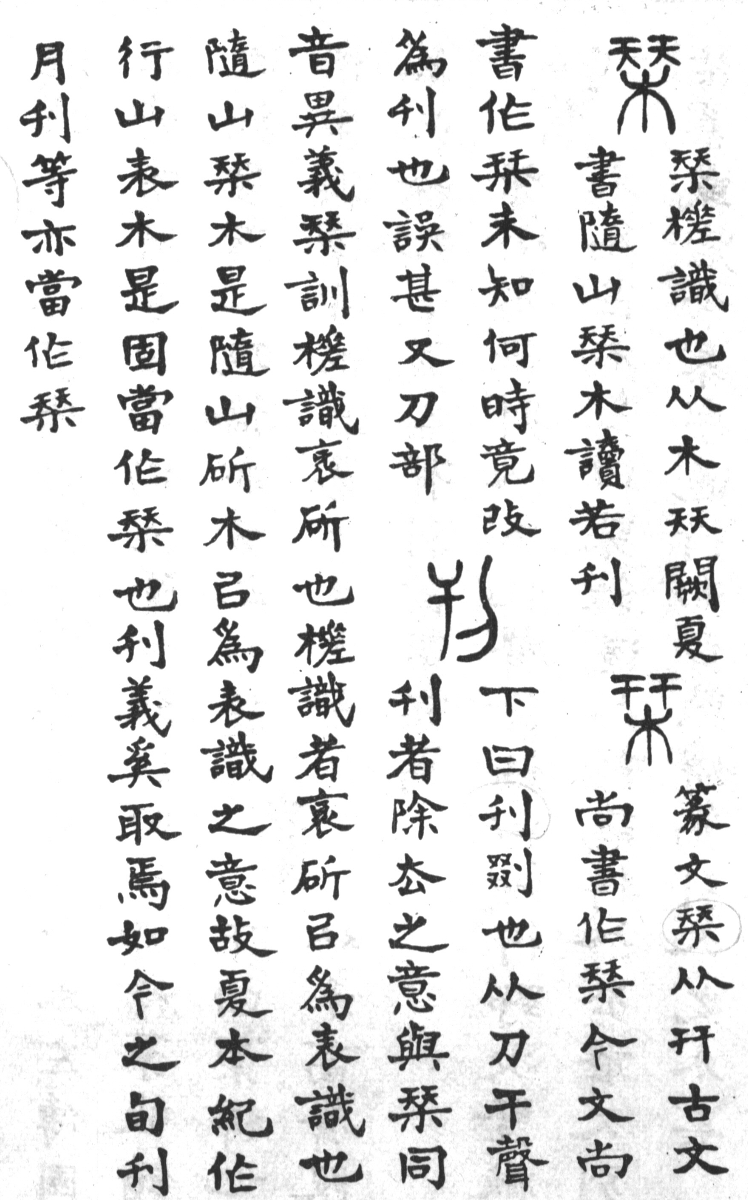 𣓁
栞槎識也从木㚘闕夏
書隨山栞木讀若刊
栞
篆文栞从幵古文
尚書作栞今文尚
書作栞未知何時竟改
為刊也誤甚又刀部
刊
下曰刊剟也从刀干聲
刊者除厺之意與栞同
音異義栞訓槎識衺斫也槎識者衺斫㠯為表識也
隨山栞木是隨山斫木㠯為表識之意故夏本紀作
行山表木是固當作栞也刊義奚取焉如今之旬刊
月刊等亦當作栞